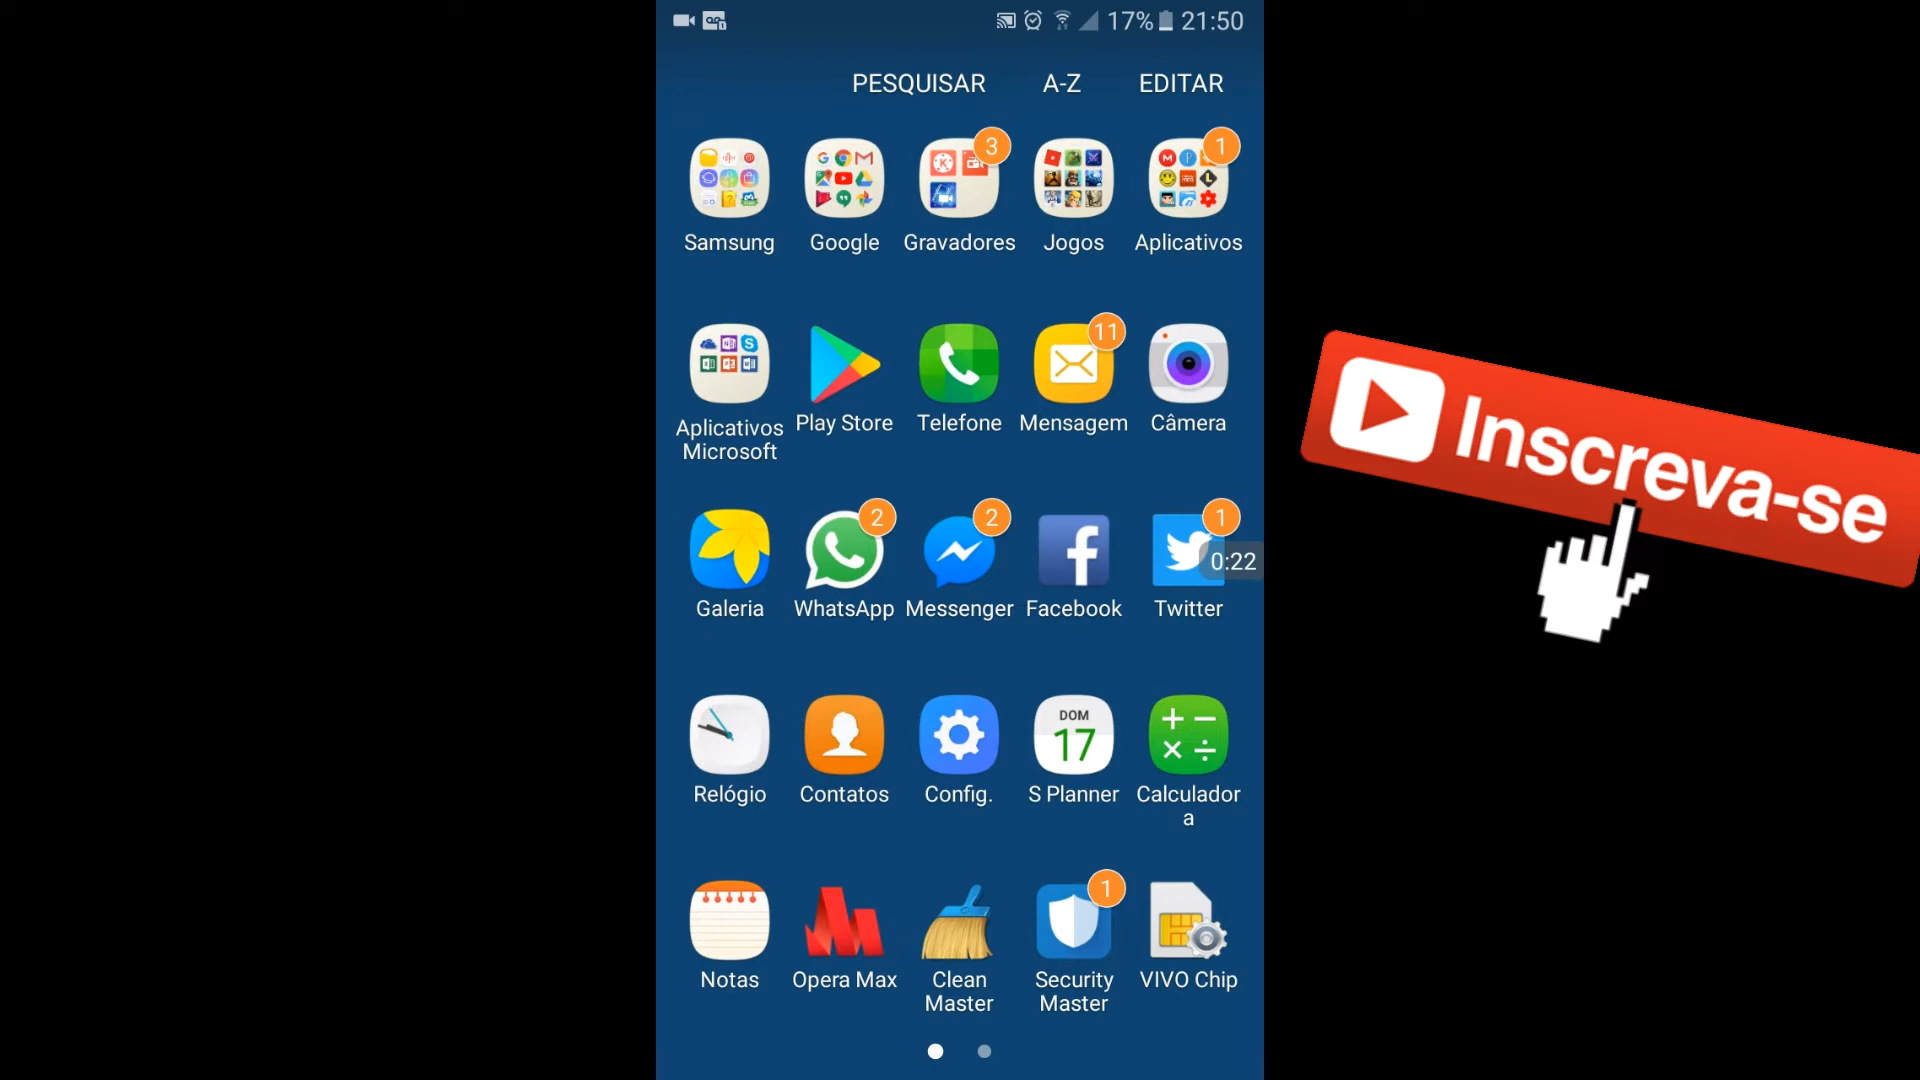 17% 21:50
PESQUISAR A-Z EDITAR
3 1
Samsung Google Gravadores Jogos Aplicativos
11
Aplicativos Microsoft Play Store Telefone Mensagem Câmera
Inscreva-se
2 2 1
0:22
Galeria WhatsApp Messenger Facebook Twitter
DOM
17
Relógio Contatos Config. S Planner Calculador
a
1
Notas Opera Max Clean Security VIVO Chip
Master Master